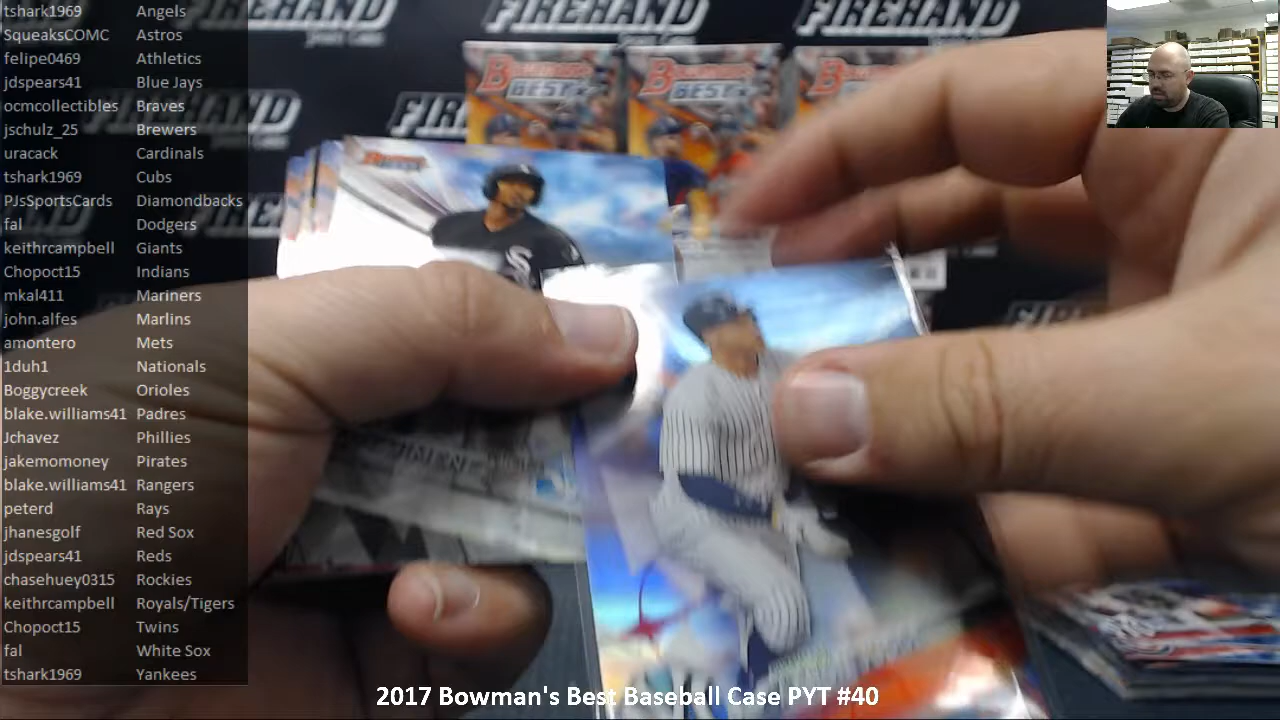 tshark1969 Angels
SqueaksCOMC Astros
felipe0469 Athletics
jdspears41 Blue Jays
ocmcollectibles Braves
jschulz_25 Brewers
uracack Cardinals
tshark1969 Cubs
PJsSportsCards Diamondbacks
fal Dodgers
keithrcampbell Giants
Chopoct15 Indians
mkal411 Mariners
john.alfes Marlins
amontero Mets
1duh1 Nationals
Boggycreek Orioles
blake.williams41 Padres
Jchavez Phillies
jakemomoney Pirates
blake.williams41 Rangers
peterd Rays
jhanesgolf Red Sox
jdspears41 Reds
chasehuey0315 Rockies
keithrcampbell Royals/Tigers
Chopoct15 Twins
fal White Sox
tshark1969 Yankees
FIREHAND FIREHAND FIREHAND
BOWMAN'S BEST BOWMAN'S BEST BOWMAN'S BEST
2017 Bowman's Best Baseball Case PYT #40